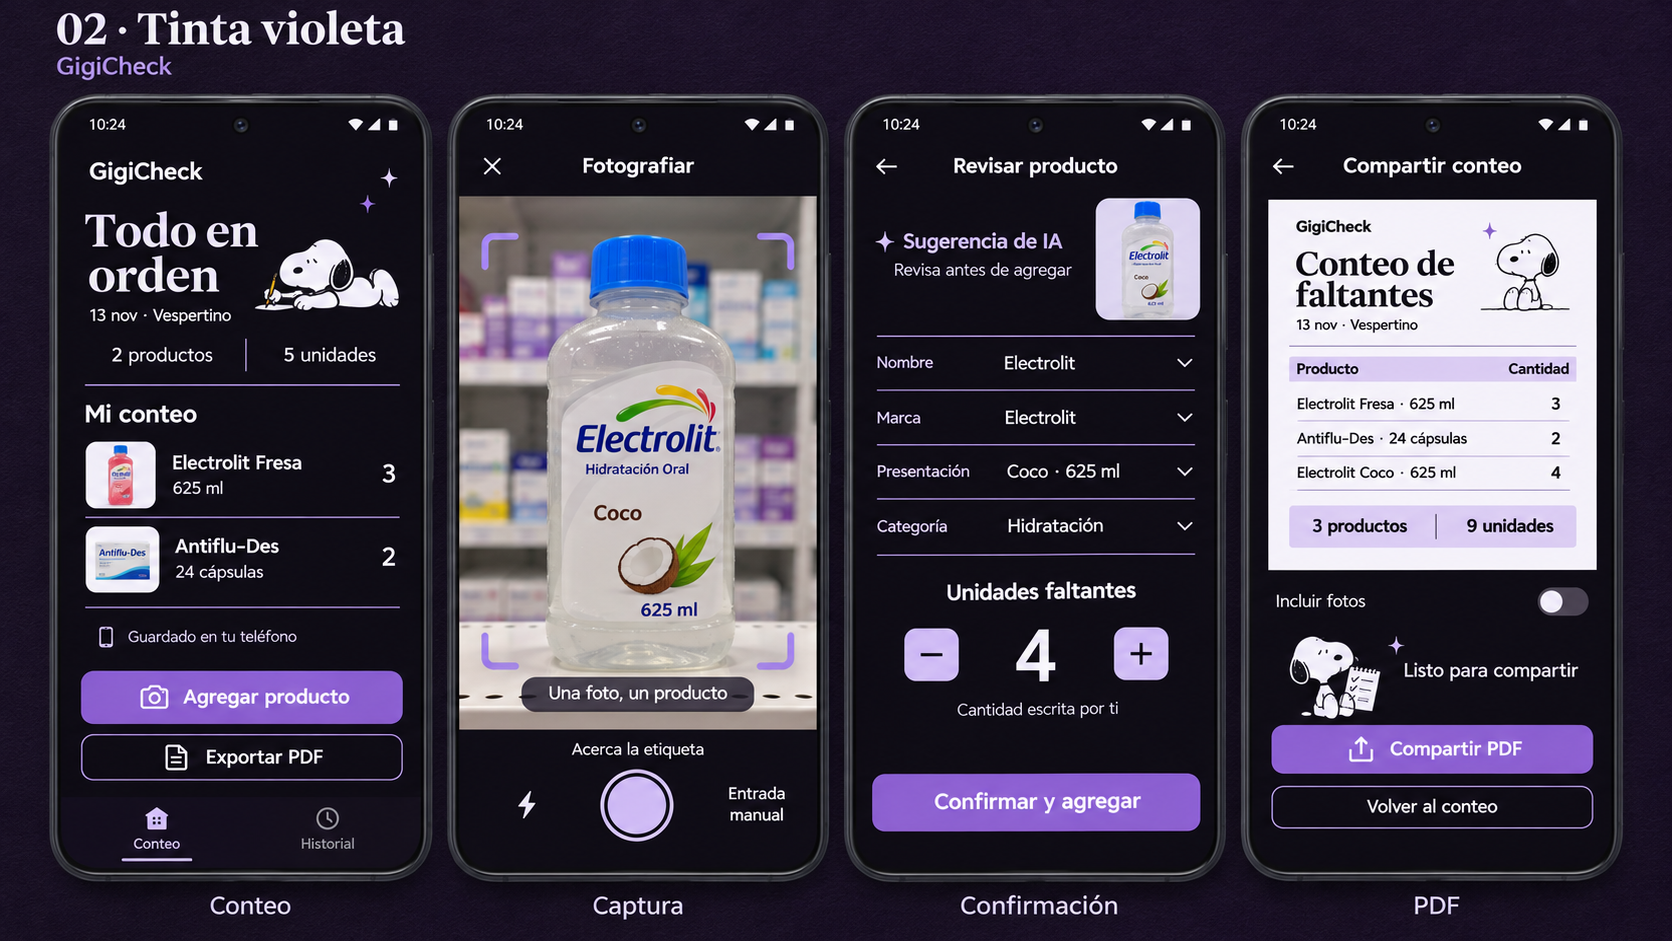 02 · Tinta violeta
GigiCheck
10:24
GigiCheck
Todo en
orden
13 nov · Vespertino
2 productos
5 unidades
Mi conteo
Electrolit Fresa
625 ml
3
Antiflu-Des
Antiflu-Des
24 cápsulas
2
Guardado en tu teléfono
Agregar producto
Exportar PDF
Conteo
Historial
Conteo
10:24
Fotografiar
Electrolit
Hidratación Oral
Coco
625 ml
Una foto, un producto
Acerca la etiqueta
Entrada
manual
Captura
10:24
Revisar producto
Sugerencia de IA
Revisa antes de agregar
Electrolit
Coco
625 ml
Nombre
Electrolit
Marca
Electrolit
Presentación
Coco · 625 ml
Categoría
Hidratación
Unidades faltantes
− 4 +
Cantidad escrita por ti
Confirmar y agregar
Confirmación
10:24
Compartir conteo
GigiCheck
Conteo de
faltantes
13 nov · Vespertino
Producto Cantidad
Electrolit Fresa · 625 ml 3
Antiflu-Des · 24 cápsulas 2
Electrolit Coco · 625 ml 4
3 productos
9 unidades
Incluir fotos
Listo para compartir
Compartir PDF
Volver al conteo
PDF